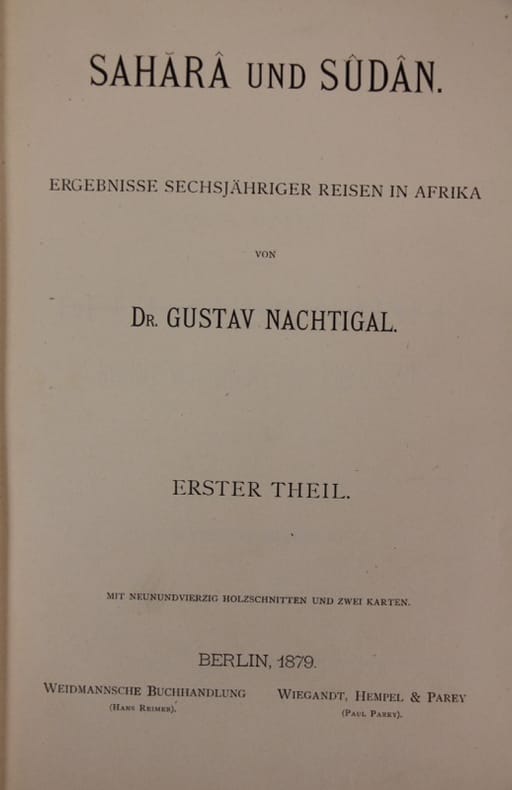 SAHĂRÂ UND SÛDÂN.
ERGEBNISSE SECHSJÄHRIGER REISEN IN AFRIKA
VON
DR. GUSTAV NACHTIGAL.
ERSTER THEIL.
MIT NEUNUNDVIERZIG HOLZSCHNITTEN UND ZWEI KARTEN.
BERLIN, 1879.
WEIDMANNSCHE BUCHHANDLUNG
(HANS REIMER).
WIEGANDT, HEMPEL & PAREY
(PAUL PAREY).